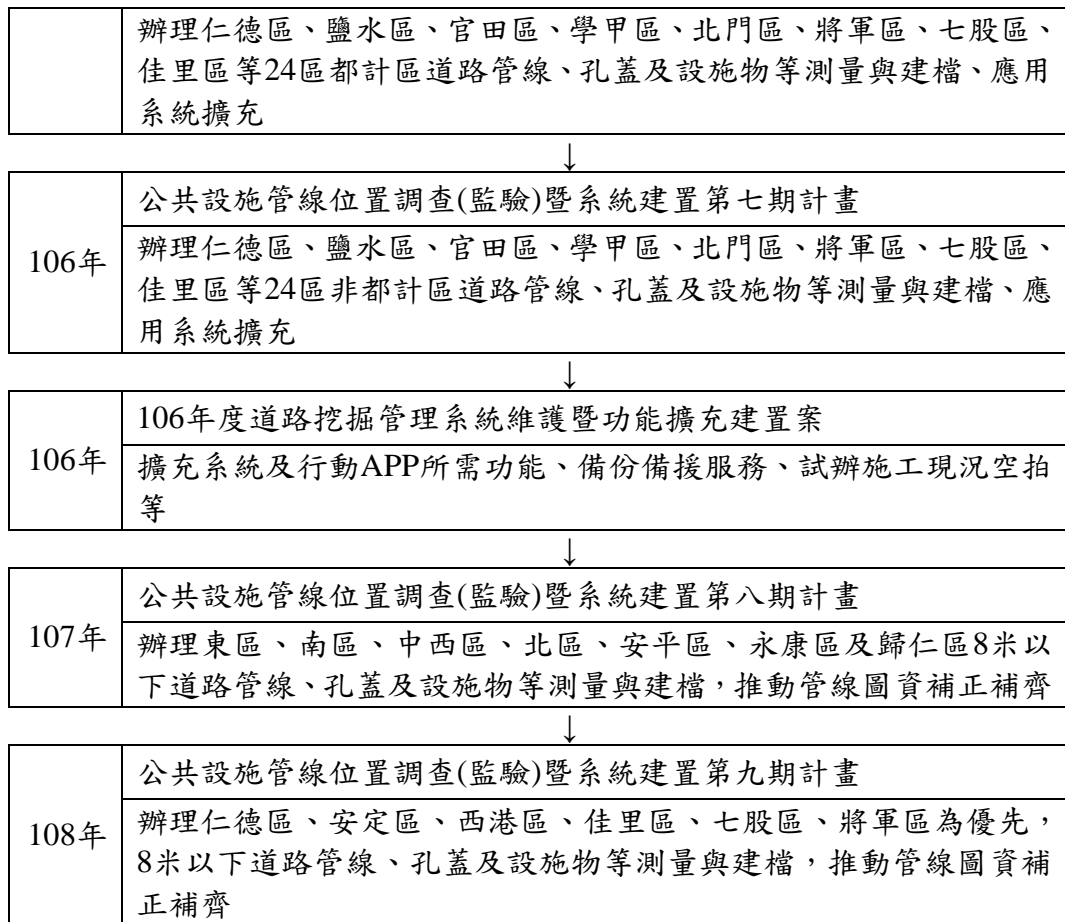 辦理仁德區、鹽水區、官田區、學甲區、北門區、將軍區、七股區、
佳里區等24區都計區道路管線、孔蓋及設施物等測量與建檔、應用
系統擴充
↓
公共設施管線位置調查(監驗)暨系統建置第七期計畫
106年
辦理仁德區、鹽水區、官田區、學甲區、北門區、將軍區、七股區、
佳里區等24區非都計區道路管線、孔蓋及設施物等測量與建檔、應
用系統擴充
↓
106年度道路挖掘管理系統維護暨功能擴充建置案
106年
擴充系統及行動APP所需功能、備份備援服務、試辦施工現況空拍
等
↓
公共設施管線位置調查(監驗)暨系統建置第八期計畫
107年
辦理東區、南區、中西區、北區、安平區、永康區及歸仁區8米以
下道路管線、孔蓋及設施物等測量與建檔，推動管線圖資補正補齊
↓
公共設施管線位置調查(監驗)暨系統建置第九期計畫
108年
辦理仁德區、安定區、西港區、佳里區、七股區、將軍區為優先，
8米以下道路管線、孔蓋及設施物等測量與建檔，推動管線圖資補
正補齊